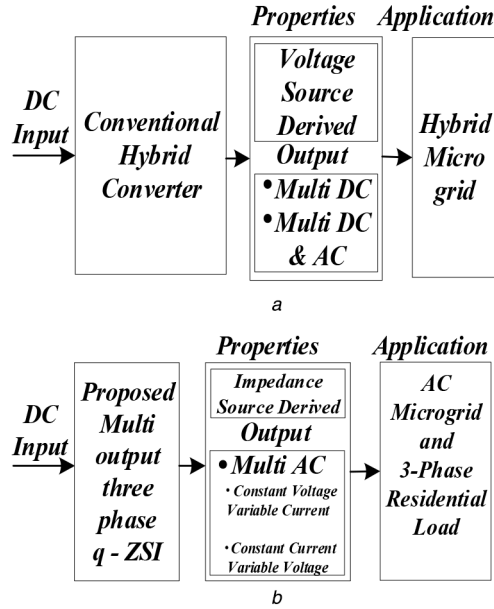 Properties
Application
DC
Input
Conventional
Hybrid
Converter
Voltage
Source
Derived
Output
•Multi DC
•Multi DC
& AC
Hybrid
Micro
grid
a
Properties
Application
DC
Input
Proposed
Multi
output
three
phase
q - ZSI
Impedance
Source Derived
Output
•Multi AC
•Constant Voltage
Variable Current
•Constant Current
Variable Voltage
AC
Microgrid
and
3-Phase
Residential
Load
b